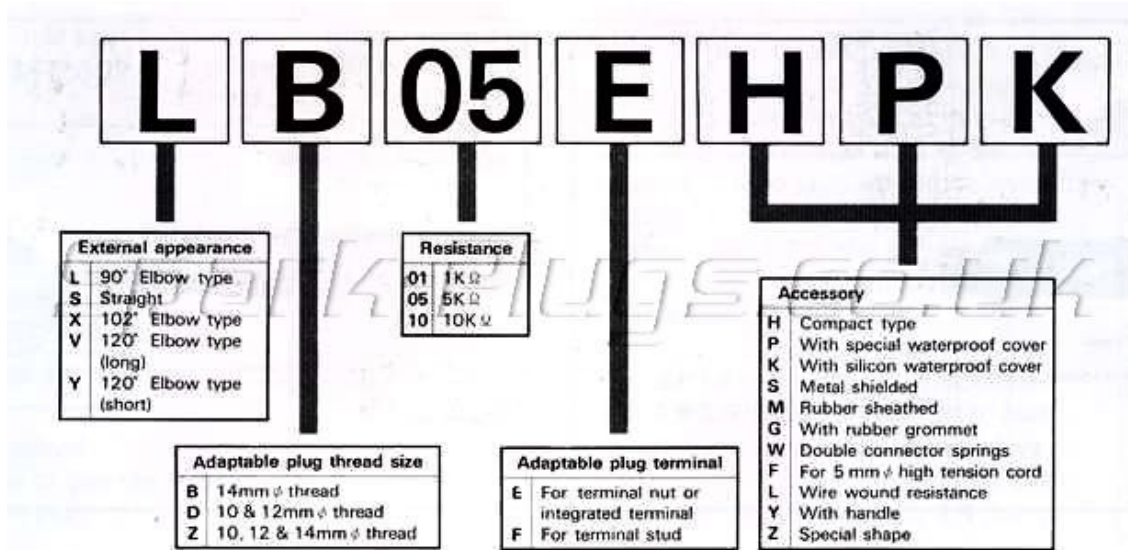 L B 05 E H P K
External appearance
L 90° Elbow type
S Straight
X 102° Elbow type
V 120° Elbow type
(long)
Y 120° Elbow type
(short)
Resistance
01 1KΩ
05 5KΩ
10 10KΩ
Spark Plugs.co.uk
Accessory
H Compact type
P With special waterproof cover
K With silicon waterproof cover
S Metal shielded
M Rubber sheathed
G With rubber grommet
W Double connector springs
F For 5 mm φ high tension cord
L Wire wound resistance
Y With handle
Z Special shape
Adaptable plug thread size
B 14mm φ thread
D 10 & 12mm φ thread
Z 10, 12 & 14mm φ thread
Adaptable plug terminal
E For terminal nut or
integrated terminal
F For terminal stud